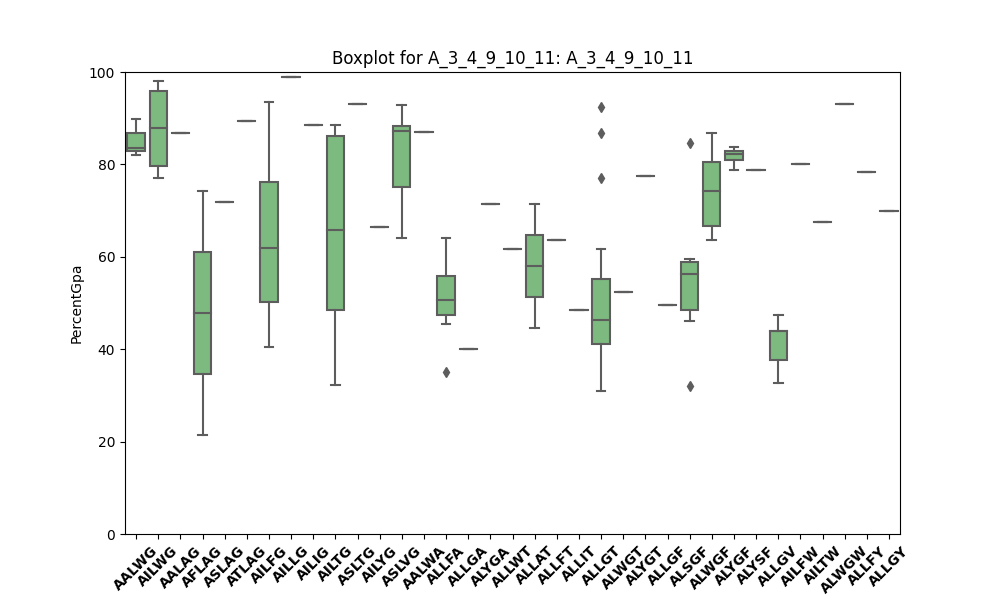 Boxplot for A_3_4_9_10_11: A_3_4_9_10_11
PercentGpa
100
80
60
40
20
0
AALWG
AILWG
AALAG
AFLAG
ASLAG
ATLAG
AILFG
AILLG
AILIG
AILTG
ASLTG
AILYG
ASLVG
AALWA
ALLFA
ALLGA
ALYGA
ALLWT
ALLAT
ALLFT
ALLIT
ALLGT
ALWGT
ALYGT
ALLGF
ALSGF
ALWGF
ALYGF
ALYSF
ALLGV
AILFW
AILTW
ALWGW
ALLFY
ALLGY